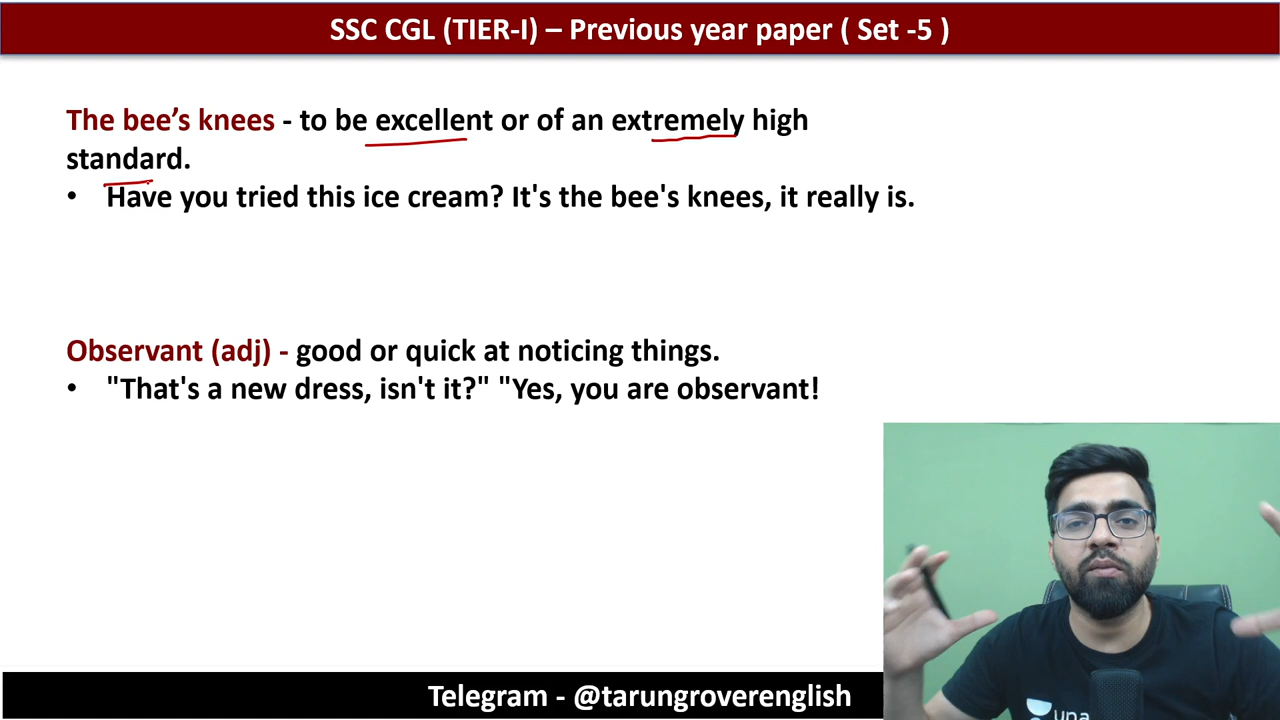 SSC CGL (TIER-I) – Previous year paper ( Set -5 )
The bee’s knees - to be excellent or of an extremely high
standard.
• Have you tried this ice cream? It's the bee's knees, it really is.
Observant (adj) - good or quick at noticing things.
• "That's a new dress, isn't it?" "Yes, you are observant!
una
Telegram - @tarungroverenglish